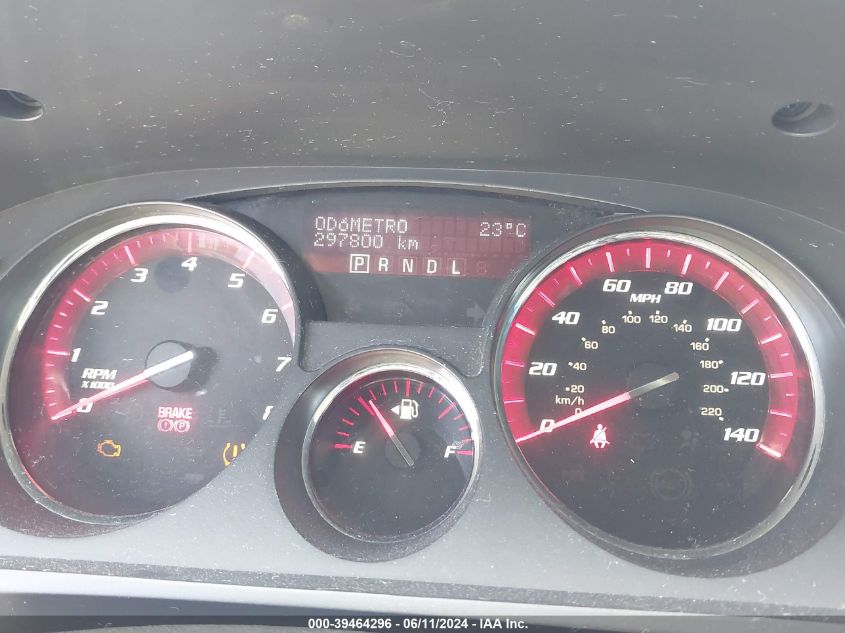 ODÓMETRO 23°C
297800 km
P R N D L
0 1 2 3 4 5 6 7 8
RPM
X1000
BRAKE
P
E F
0 20 40 60 80 100 120 140
MPH
0 20 40 60 80 100 120 140 160 180 200 220
km/h
000-39464296 - 06/11/2024 - IAA Inc.